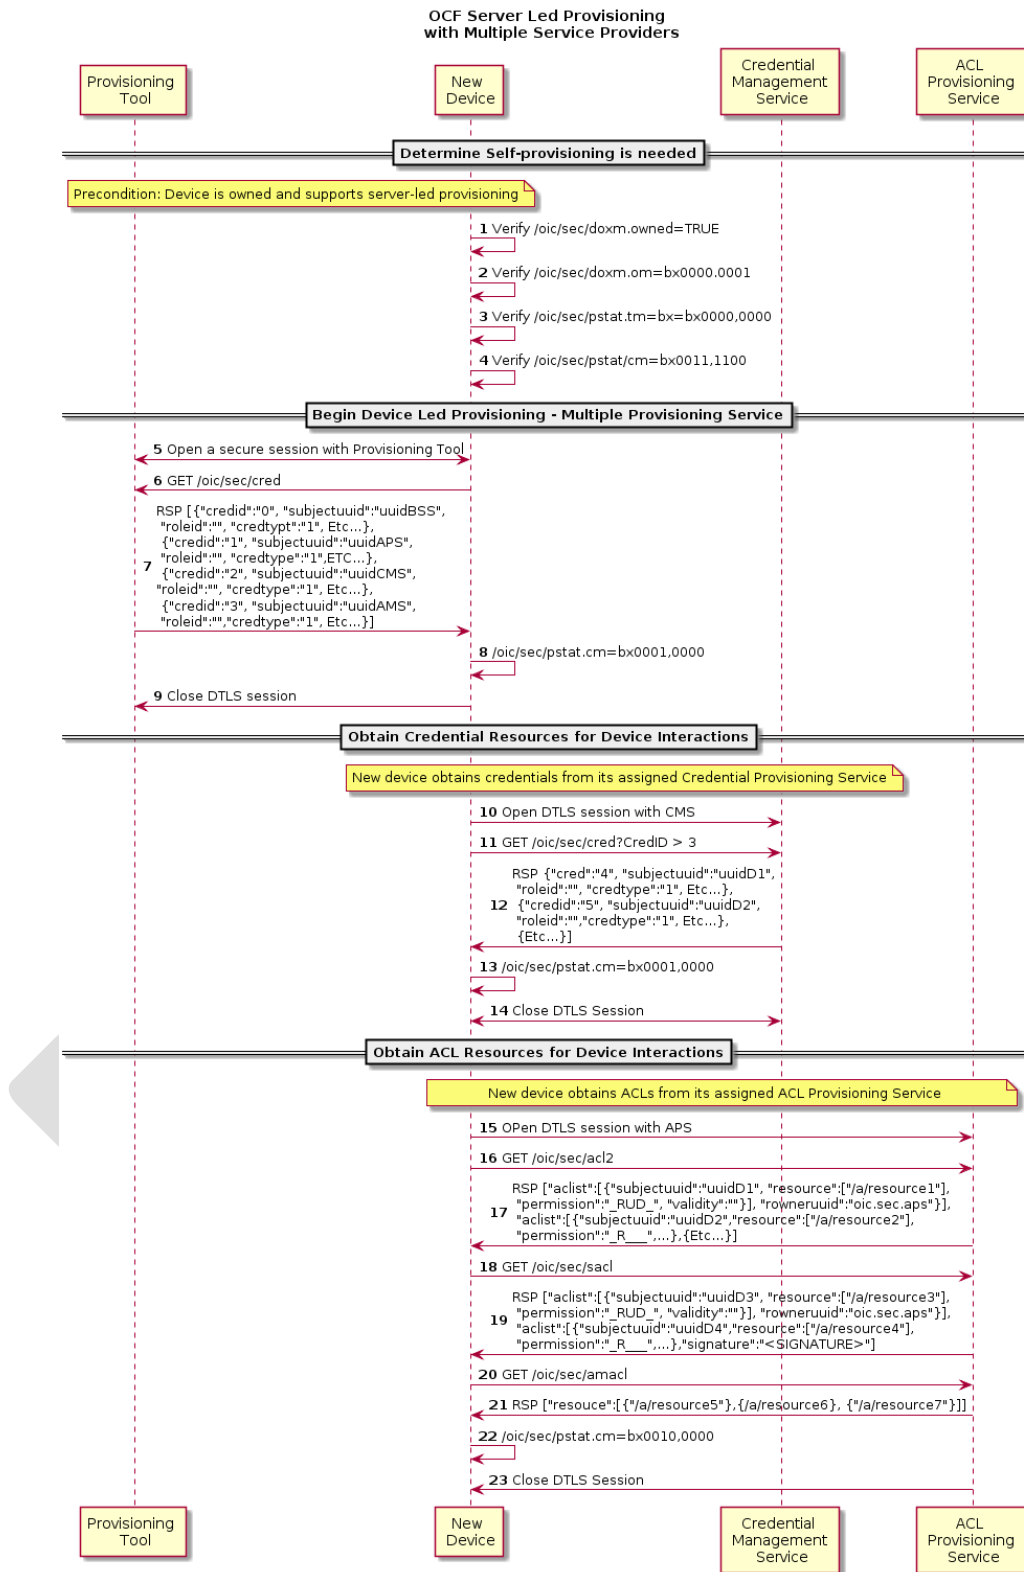 OCF Server Led Provisioning
with Multiple Service Providers
Provisioning
Tool
New
Device
Credential
Management
Service
ACL
Provisioning
Service
Determine Self-provisioning is needed
Precondition: Device is owned and supports server-led provisioning
1 Verify /oic/sec/doxm.owned=TRUE
2 Verify /oic/sec/doxm.om=bx0000.0001
3 Verify /oic/sec/pstat.tm=bx=bx0000,0000
4 Verify /oic/sec/pstat/cm=bx0011,1100
Begin Device Led Provisioning - Multiple Provisioning Service
5 Open a secure session with Provisioning Tool
6 GET /oic/sec/cred
RSP [{"credid":"0", "subjectuuid":"uuidBSS",
"roleid":"", "credtypt":"1", Etc...},
{"credid":"1", "subjectuuid":"uuidAPS",
"roleid":"", "credtype":"1",ETC...},
7
{"credid":"2", "subjectuuid":"uuidCMS",
"roleid":"", "credtype":"1", Etc...},
{"credid":"3", "subjectuuid":"uuidAMS",
"roleid":"","credtype":"1", Etc...}]
8 /oic/sec/pstat.cm=bx0001,0000
9 Close DTLS session
Obtain Credential Resources for Device Interactions
New device obtains credentials from its assigned Credential Provisioning Service
10 Open DTLS session with CMS
11 GET /oic/sec/cred?CredID > 3
RSP {"cred":"4", "subjectuuid":"uuidD1",
"roleid":"", "credtype":"1", Etc...},
12 {"credid":"5", "subjectuuid":"uuidD2",
"roleid":"","credtype":"1", Etc...},
{Etc...}]
13 /oic/sec/pstat.cm=bx0001,0000
14 Close DTLS Session
Obtain ACL Resources for Device Interactions
New device obtains ACLs from its assigned ACL Provisioning Service
15 OPen DTLS session with APS
16 GET /oic/sec/acl2
RSP ["aclist":[{"subjectuuid":"uuidD1", "resource":["/a/resource1"],
"permission":"_RUD_", "validity":""}], "rowneruuid":"oic.sec.aps"}],
17
"aclist":[{"subjectuuid":"uuidD2","resource":["/a/resource2"],
"permission":"_R___",...},{Etc...}]
18 GET /oic/sec/sacl
RSP ["aclist":[{"subjectuuid":"uuidD3", "resource":["/a/resource3"],
"permission":"_RUD_", "validity":""}], "rowneruuid":"oic.sec.aps"}],
19
"aclist":[{"subjectuuid":"uuidD4","resource":["/a/resource4"],
"permission":"_R___",...},"signature":"<SIGNATURE>"]
20 GET /oic/sec/amacl
21 RSP ["resouce":[{"/a/resource5"},{/a/resource6}, {"/a/resource7"}]]
22 /oic/sec/pstat.cm=bx0010,0000
23 Close DTLS Session
Provisioning
Tool
New
Device
Credential
Management
Service
ACL
Provisioning
Service